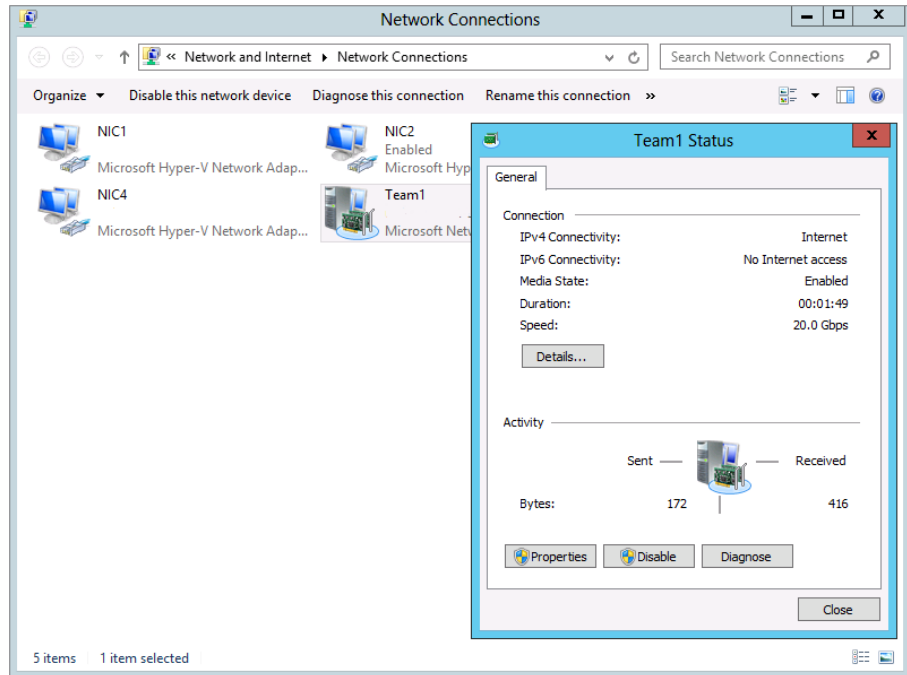 Network Connections
« Network and Internet Network Connections
Search Network Connections
Organize Disable this network device Diagnose this connection Rename this connection »
NIC1
Microsoft Hyper-V Network Adap...
NIC2
Enabled
Microsoft Hyp
NIC4
Microsoft Hyper-V Network Adap...
Team1
Microsoft Net
Team1 Status
General
Connection
IPv4 Connectivity: Internet
IPv6 Connectivity: No Internet access
Media State: Enabled
Duration: 00:01:49
Speed: 20.0 Gbps
Details...
Activity
Sent Received
Bytes: 172 416
Properties Disable Diagnose
Close
5 items 1 item selected